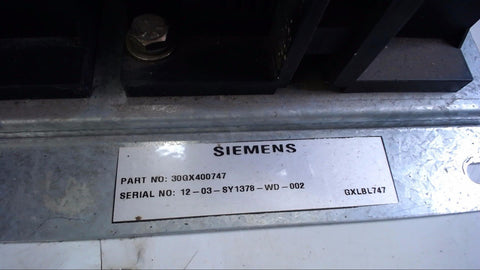 SIEMENS
PART NO: 30GX400747
SERIAL NO: 12-03-SY1378-WD-002 GXLBL747